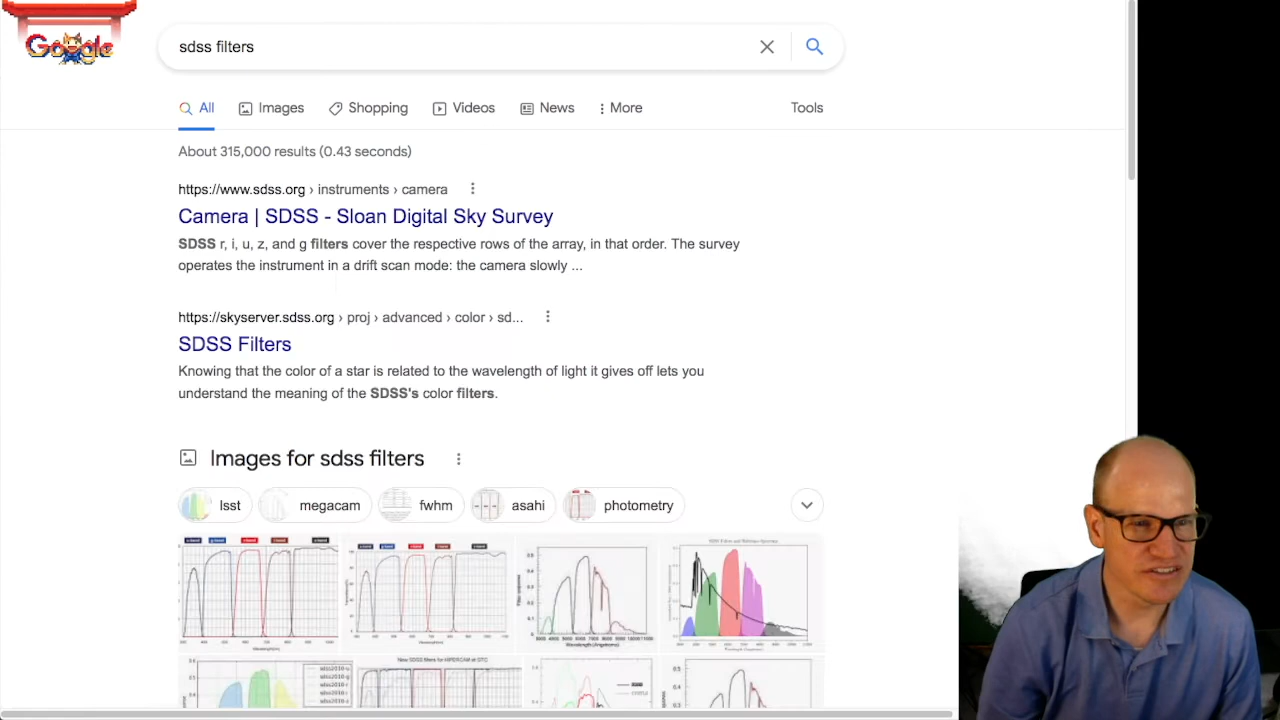 Google
sdss filters
All Images Shopping Videos News More Tools
About 315,000 results (0.43 seconds)
https://www.sdss.org › instruments › camera
Camera | SDSS - Sloan Digital Sky Survey
SDSS r, i, u, z, and g filters cover the respective rows of the array, in that order. The survey
operates the instrument in a drift scan mode: the camera slowly ...
https://skyserver.sdss.org › proj › advanced › color › sd...
SDSS Filters
Knowing that the color of a star is related to the wavelength of light it gives off lets you
understand the meaning of the SDSS's color filters.
Images for sdss filters
lsst megacam fwhm asahi photometry